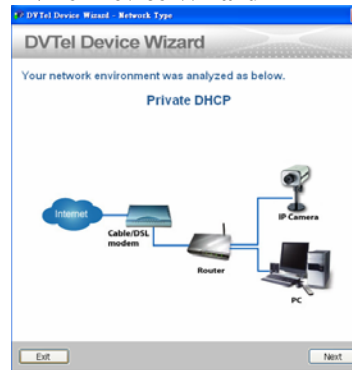 DVTel Device Wizard - Network Type
DVTel Device Wizard
Your network environment was analyzed as below.
Private DHCP
Internet
Cable/DSL
modem
Router
IP Camera
PC
Exit
Next